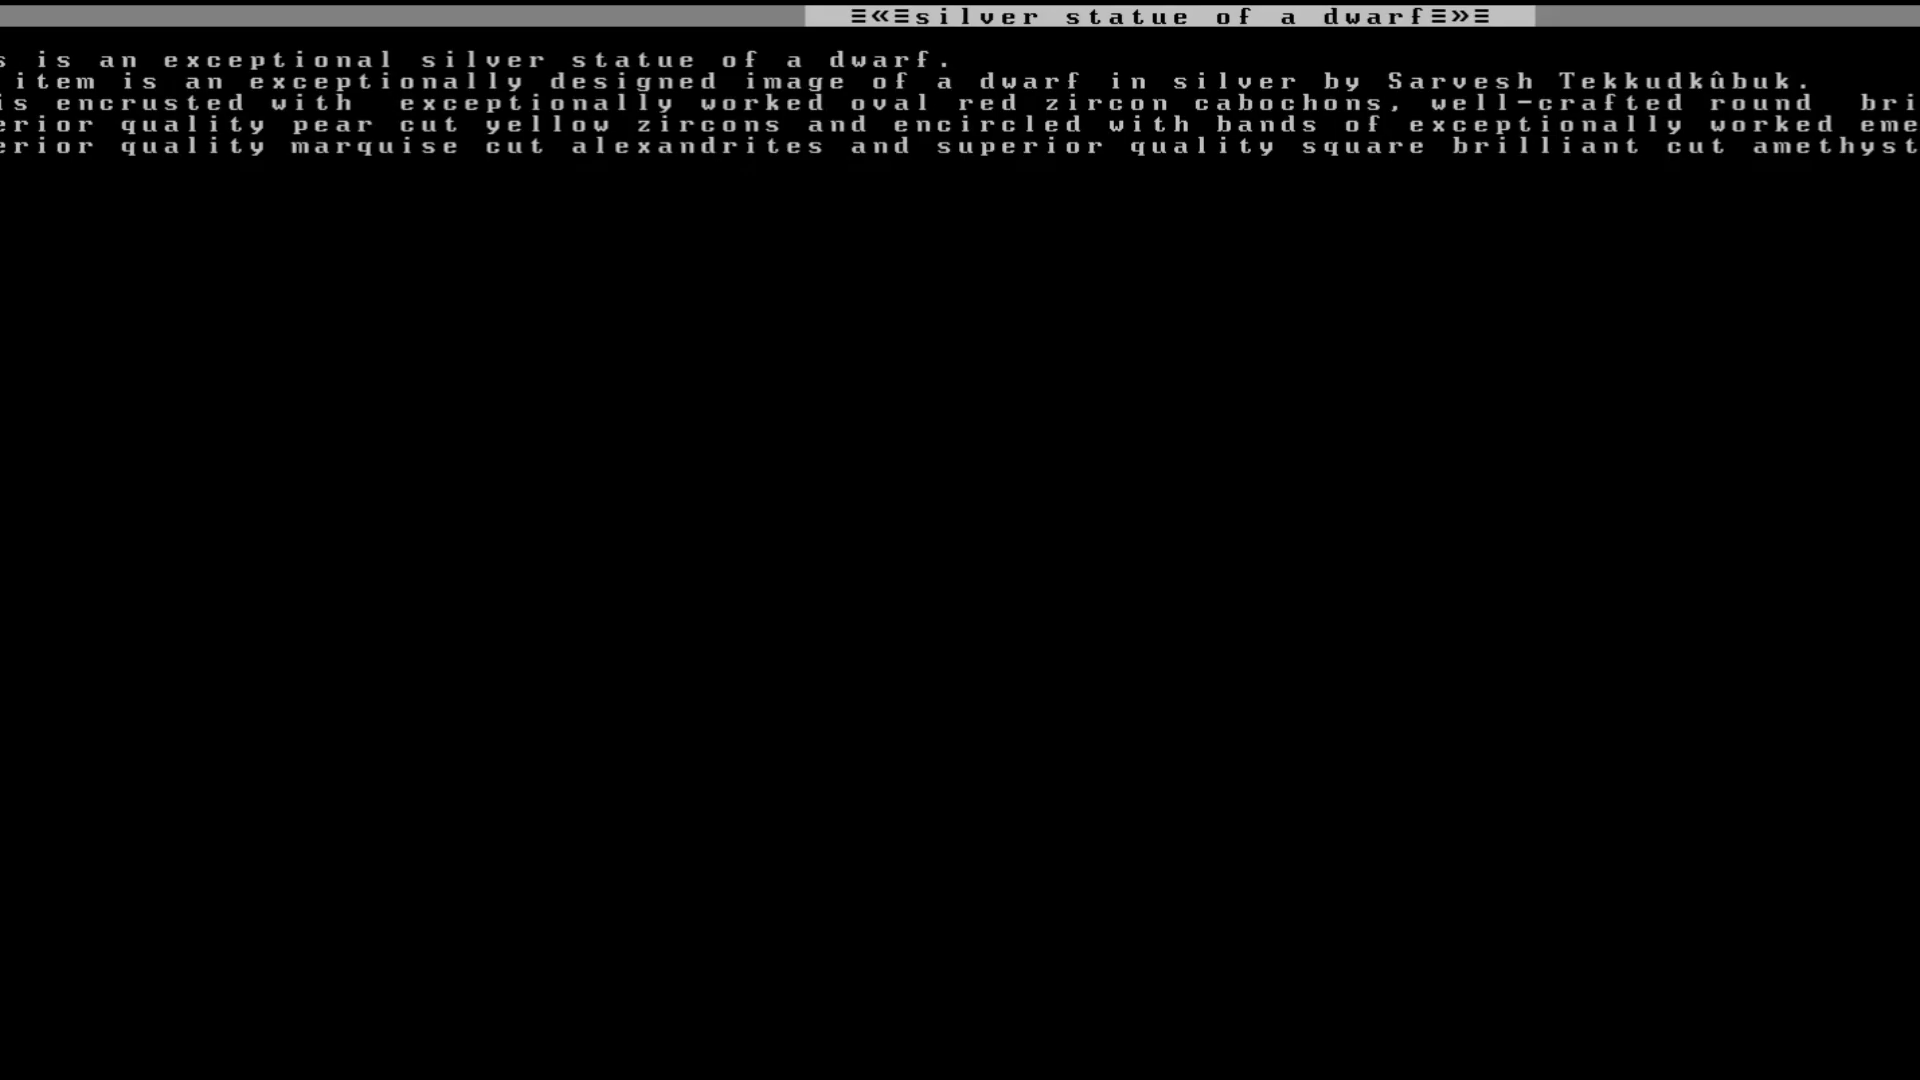 ≡«≡silver statue of a dwarf≡»≡
is an exceptional silver statue of a dwarf.
item is an exceptionally designed image of a dwarf in silver by Sarvesh Tekkudkûbuk.
is encrusted with exceptionally worked oval red zircon cabochons, well-crafted round bri
erior quality pear cut yellow zircons and encircled with bands of exceptionally worked eme
erior quality marquise cut alexandrites and superior quality square brilliant cut amethyst